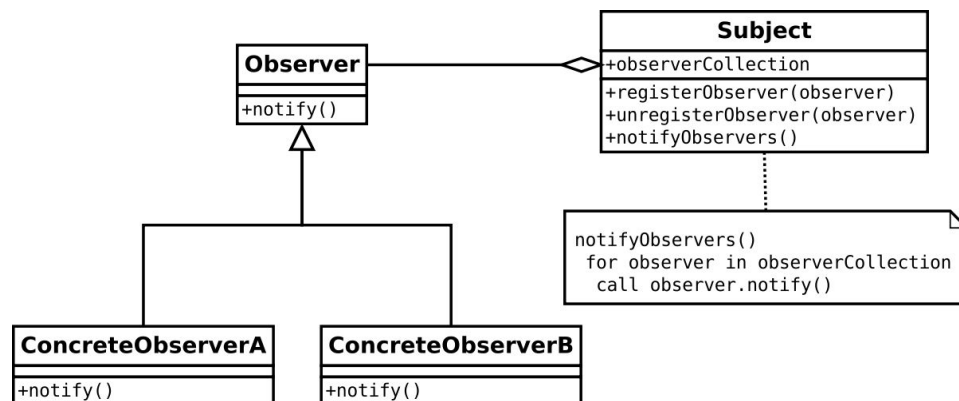 Subject
+observerCollection
+registerObserver(observer)
+unregisterObserver(observer)
+notifyObservers()
Observer
+notify()
notifyObservers()
for observer in observerCollection
call observer.notify()
ConcreteObserverA
+notify()
ConcreteObserverB
+notify()